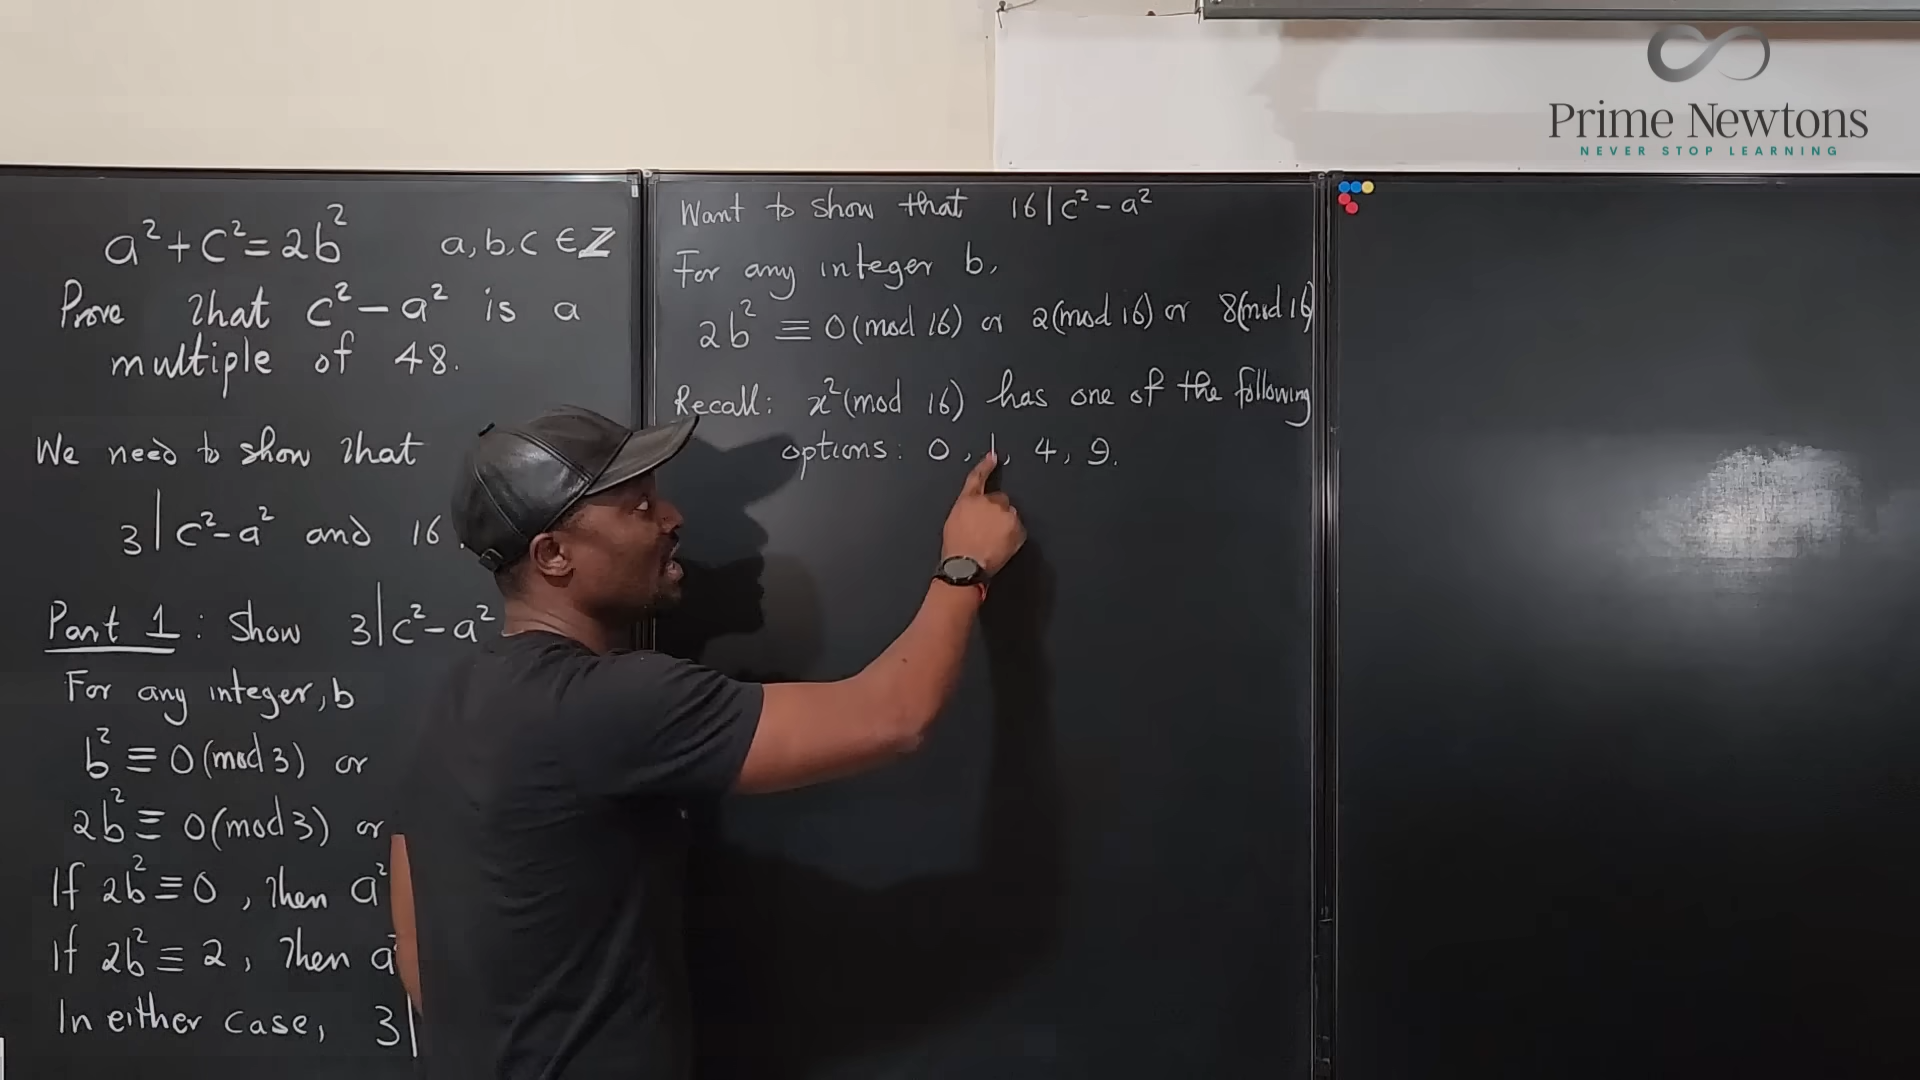 Prime Newtons
NEVER STOP LEARNING
a² + c² = 2b² a, b, c ∈ ℤ
Prove that c² – a² is a
multiple of 48.
We need to show that
3 | c² – a² and 16
Part 1 : Show 3 | c² – a²
For any integer, b
b² ≡ 0 (mod 3) or
2b² ≡ 0 (mod 3) or
If 2b² ≡ 0 , then a²
If 2b² ≡ 2 , then a²
In either case, 3 |
Want to show that 16 | c² – a²
For any integer b,
2b² ≡ 0 (mod 16) or 2 (mod 16) or 8 (mod 16)
Recall: x² (mod 16) has one of the following
options: 0 , 1 , 4 , 9 .